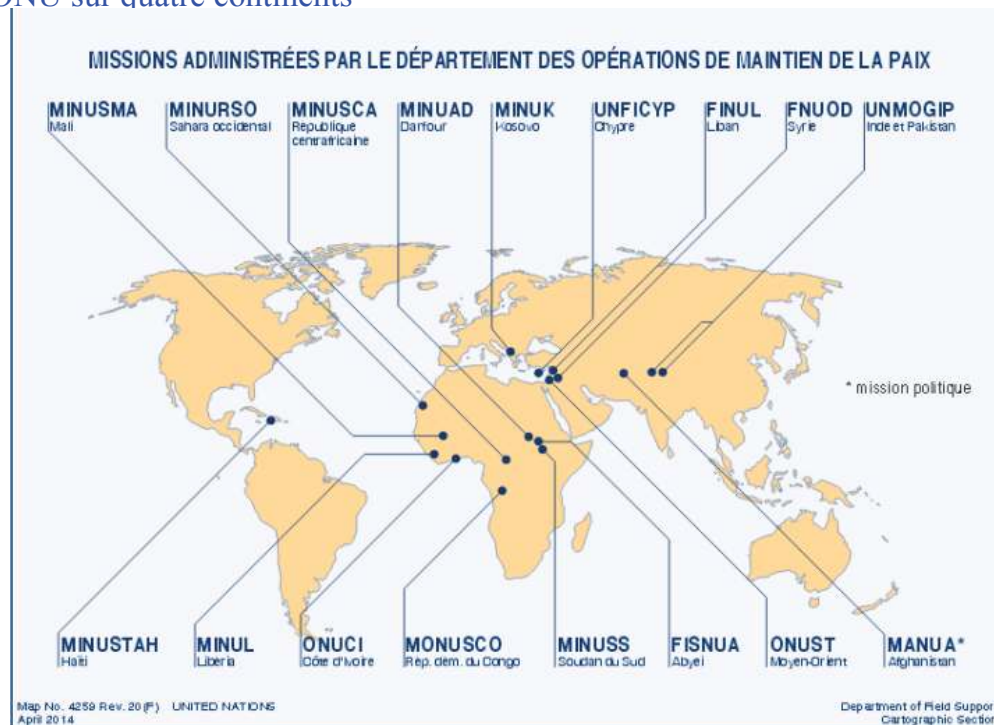 ONU sur quatre continents
MISSIONS ADMINISTRÉES PAR LE DÉPARTEMENT DES OPÉRATIONS DE MAINTIEN DE LA PAIX
MINUSMA
Mali
MINURSO
Sahara occidental
MINUSCA
République
centrafricaine
MINUAD
Darfour
MINUK
Kosovo
UNFICYP
Chypre
FINUL
Liban
FNUOD
Syrie
UNMOGIP
Inde et Pakistan
* mission politique
MINUSTAH
Haïti
MINUL
Libéria
ONUCI
Côte d'Ivoire
MONUSCO
Rép. dém. du Congo
MINUSS
Soudan du Sud
FISNUA
Abyei
ONUST
Moyen-Orient
MANUA*
Afghanistan
Map No. 4259 Rev. 20(F) UNITED NATIONS
April 2014
Department of Field Suppor
Cartographic Section